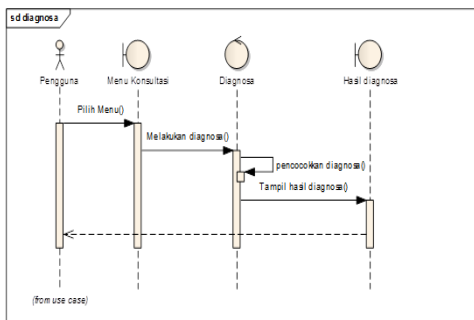 sd diagnosa
Pengguna
Menu Konsultasi
Diagnosa
Hasil diagnosa
Pilih Menu()
Melakukan diagnosa()
pencocokkan diagnosa()
Tampil hasil diagnosa()
(from use case)